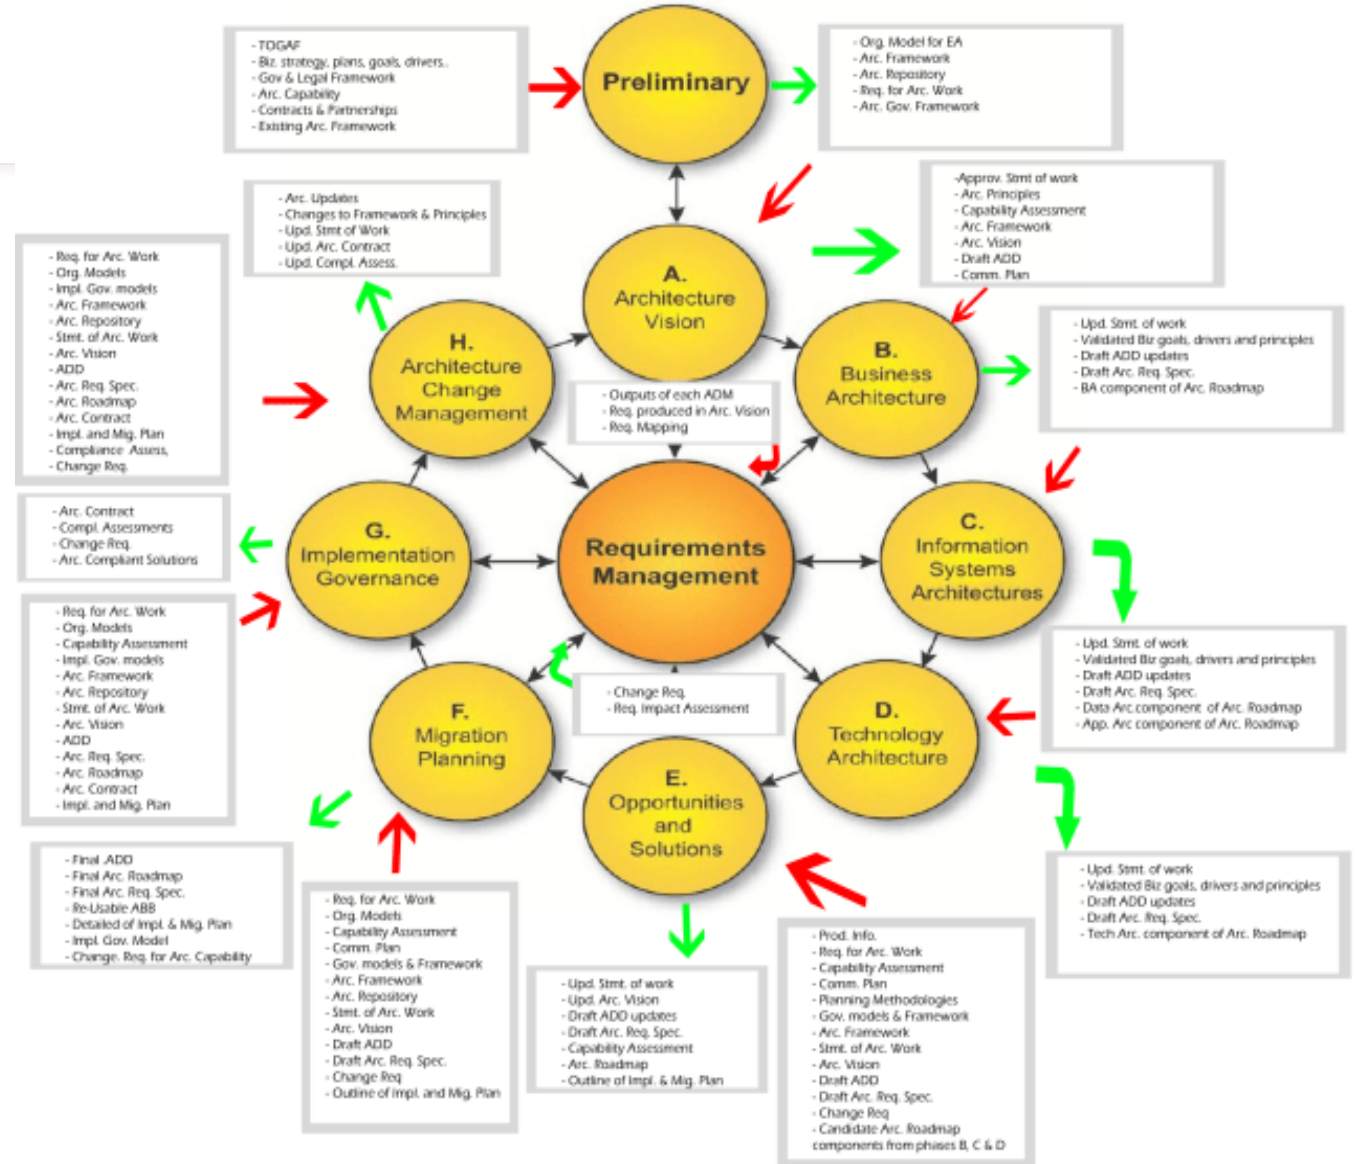 - TOGAF
- Biz. strategy, plans, goals, drivers..
- Gov & Legal Framework
- Arc. Capability
- Contracts & Partnerships
- Existing Arc. Framework
Preliminary
- Org. Model for EA
- Arc. Framework
- Arc. Repository
- Req. for Arc. Work
- Arc. Gov. Framework
-Approv. Stmt of work
- Arc. Principles
- Capability Assessment
- Arc. Framework
- Arc. Vision
- Draft ADD
- Comm. Plan
- Arc. Updates
- Changes to Framework & Principles
- Upd. Stmt of Work
- Upd. Arc. Contract
- Upd. Compl. Assess.
A.
Architecture
Vision
- Req. for Arc. Work
- Org. Models
- Impl. Gov. models
- Arc. Framework
- Arc. Repository
- Stmt. of Arc. Work
- Arc. Vision
- ADD
- Arc. Req. Spec.
- Arc. Roadmap
- Arc. Contract
- Impl. and Mig. Plan
- Compliance Assess,
- Change Req.
H.
Architecture
Change
Management
B.
Business
Architecture
- Upd. Stmt. of work
- Validated Biz goals, drivers and principles
- Draft ADD updates
- Draft Arc. Req. Spec.
- BA component of Arc. Roadmap
- Outputs of each ADM
- Req. produced in Arc. Vision
- Req. Mapping
- Arc. Contract
- Compl. Assessments
- Change Req.
- Arc. Compliant Solutions
G.
Implementation
Governance
Requirements
Management
C.
Information
Systems
Architectures
- Req. for Arc. Work
- Org. Models
- Capability Assessment
- Impl. Gov. models
- Arc. Framework
- Arc. Repository
- Stmt. of Arc. Work
- Arc. Vision
- ADD
- Arc. Req. Spec.
- Arc. Roadmap
- Arc. Contract
- Impl. and Mig. Plan
- Upd. Stmt. of work
- Validated Biz goals, drivers and principles
- Draft ADD updates
- Draft Arc. Req. Spec.
- Data Arc.component of Arc. Roadmap
- App. Arc component of Arc. Roadmap
- Change Req.
- Req. Impact Assessment
F.
Migration
Planning
D.
Technology
Architecture
E.
Opportunities
and
Solutions
- Final .ADD
- Final Arc. Roadmap
- Final Arc. Req. Spec.
- Re-Usable ABB
- Detailed of Impl. & Mig. Plan
- Impl. Gov. Model
- Change. Req. for Arc. Capability
- Req. for Arc. Work
- Org. Models
- Capability Assessment
- Comm. Plan
- Gov. models & Framework
- Arc. Framework
- Arc. Repository
- Stmt. of Arc. Work
- Arc. Vision
- Draft ADD
- Draft Arc. Req. Spec.
- Change Req
- Outline of Impl. and Mig. Plan
- Upd. Stmt. of work
- Upd. Arc. Vision
- Draft ADD updates
- Draft Arc. Req. Spec.
- Capability Assessment
- Arc. Roadmap
- Outline of Impl. & Mig. Plan
- Prod. Info.
- Req. for Arc. Work
- Capability Assessment
- Comm. Plan
- Planning Methodologies
- Gov. models & Framework
- Arc. Framework
- Stmt. of Arc. Work
- Arc. Vision
- Draft ADD
- Draft Arc. Req. Spec.
- Change Req
- Candidate Arc. Roadmap
components from phases B, C & D
- Upd. Stmt. of work
- Validated Biz goals, drivers and principles
- Draft ADD updates
- Draft Arc. Req. Spec.
- Tech Arc. component of Arc. Roadmap